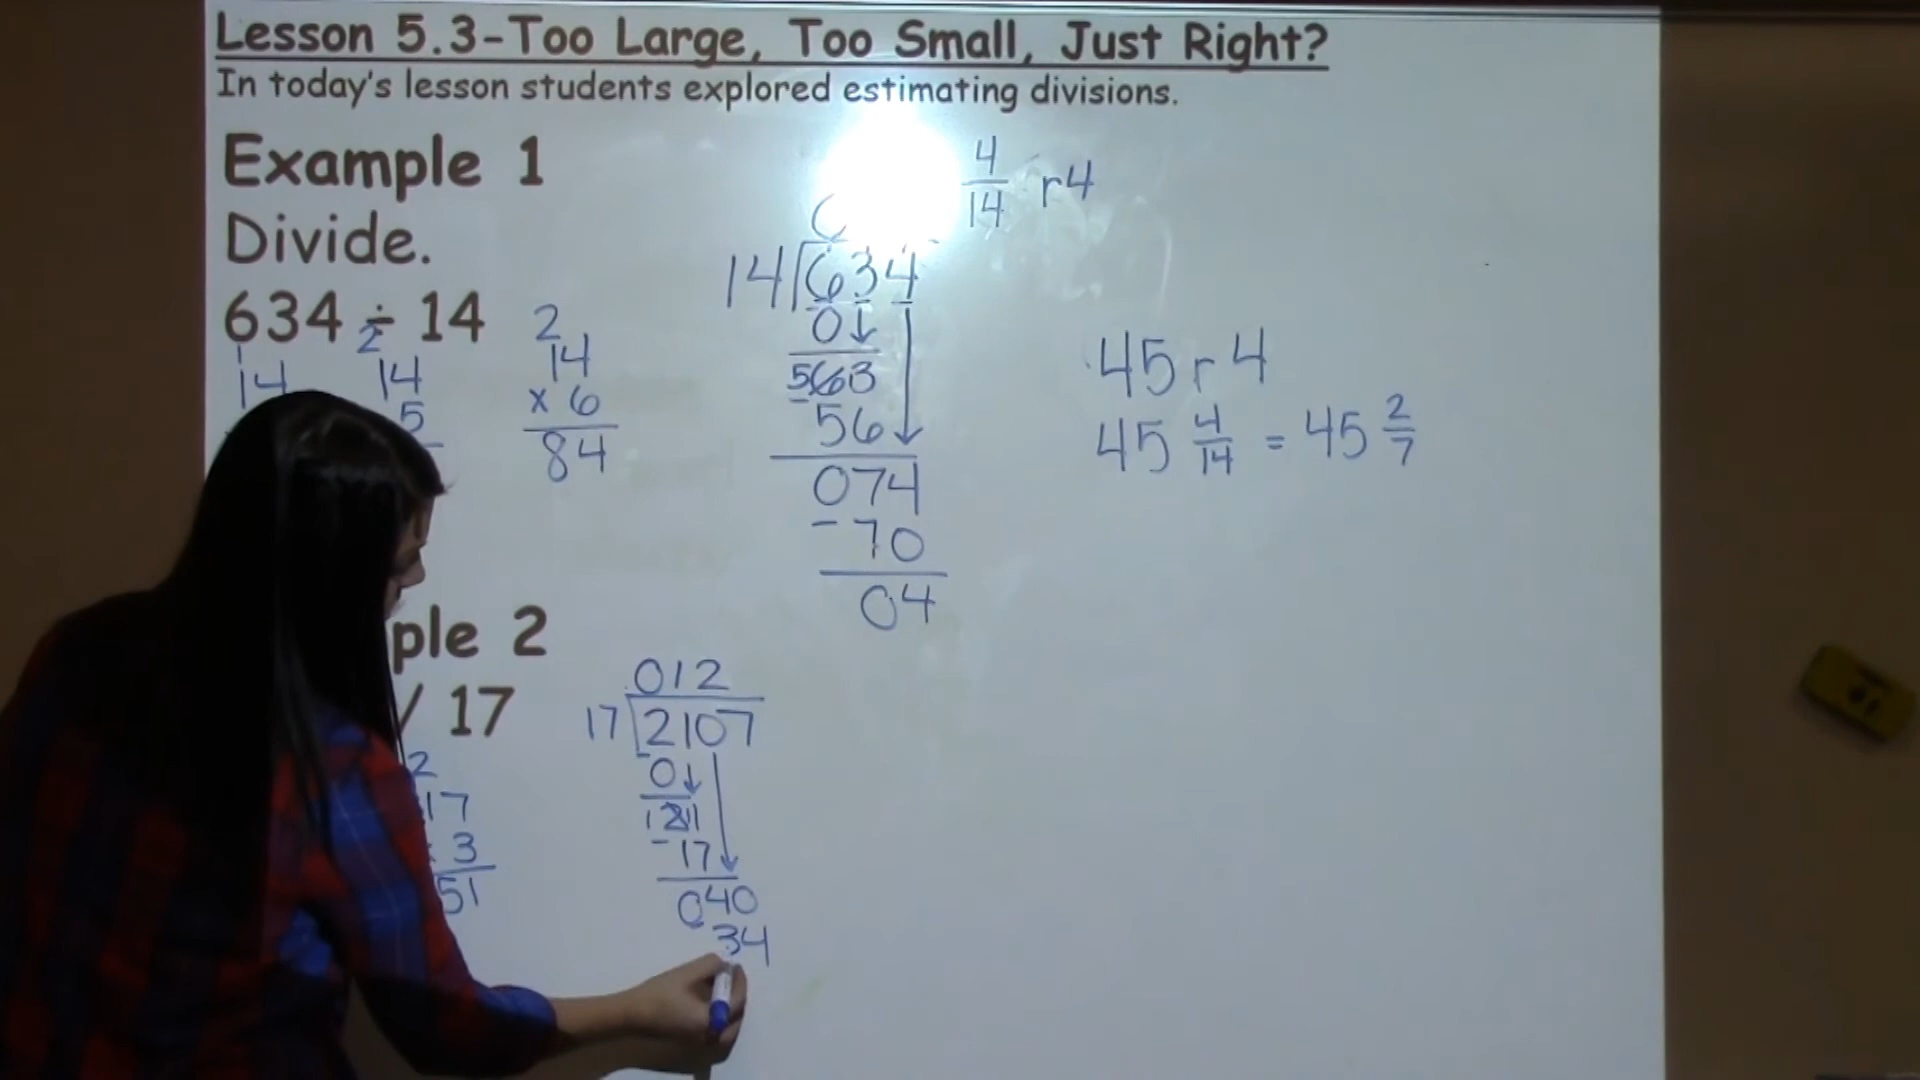 Lesson 5.3-Too Large, Too Small, Just Right?
In today's lesson students explored estimating divisions.
Example 1
Divide.
634 ÷ 14
14
2
14
5
2
14
x 6
84
4
14
r4
14 634
0
63
- 56
074
- 70
04
45 r 4
45 4/14 = 45 2/7
ple 2
/ 17
2
17
3
51
012
17 2107
- 0
- 17
040
34